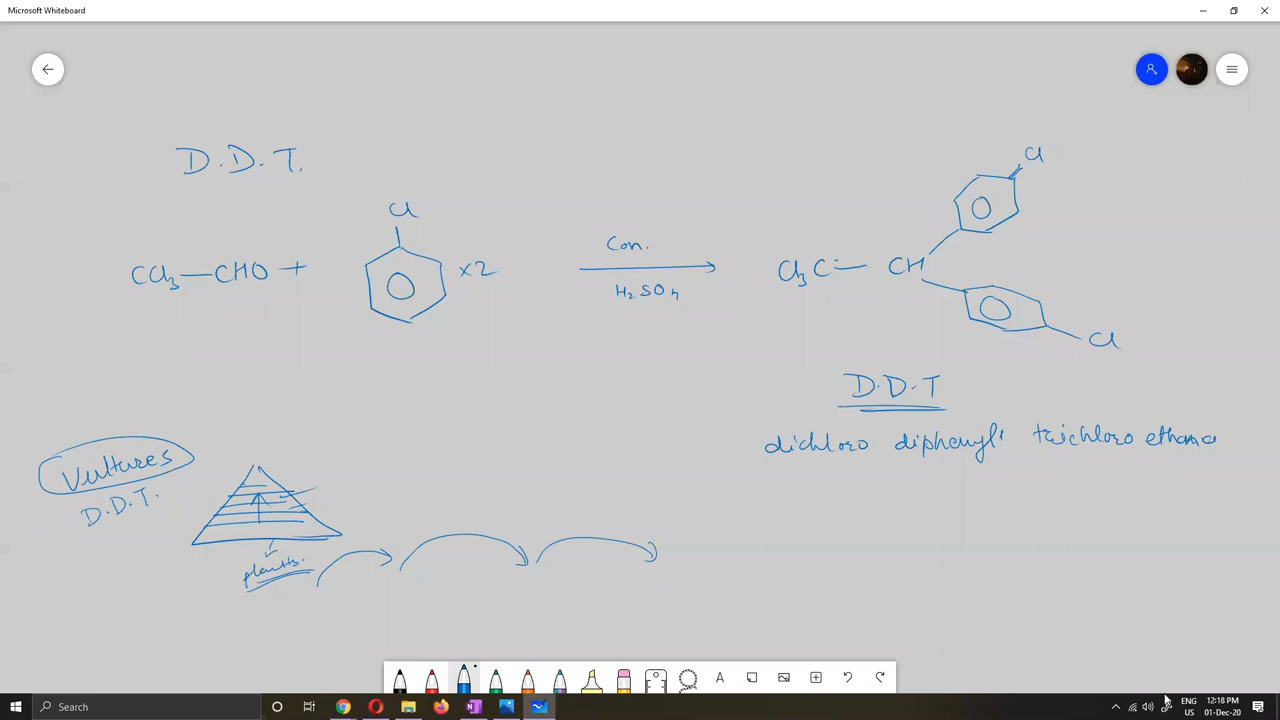 Microsoft Whiteboard
D.D.T.
Cl
CCl3—CHO + ×2
Con.
H2SO4
Cl3C — CH
Cl
Cl
D.D.T
dichloro diphenyl trichloro ethane
Vultures
D.D.T.
plants.
A
Search
ENG
US
12:18 PM
01-Dec-20